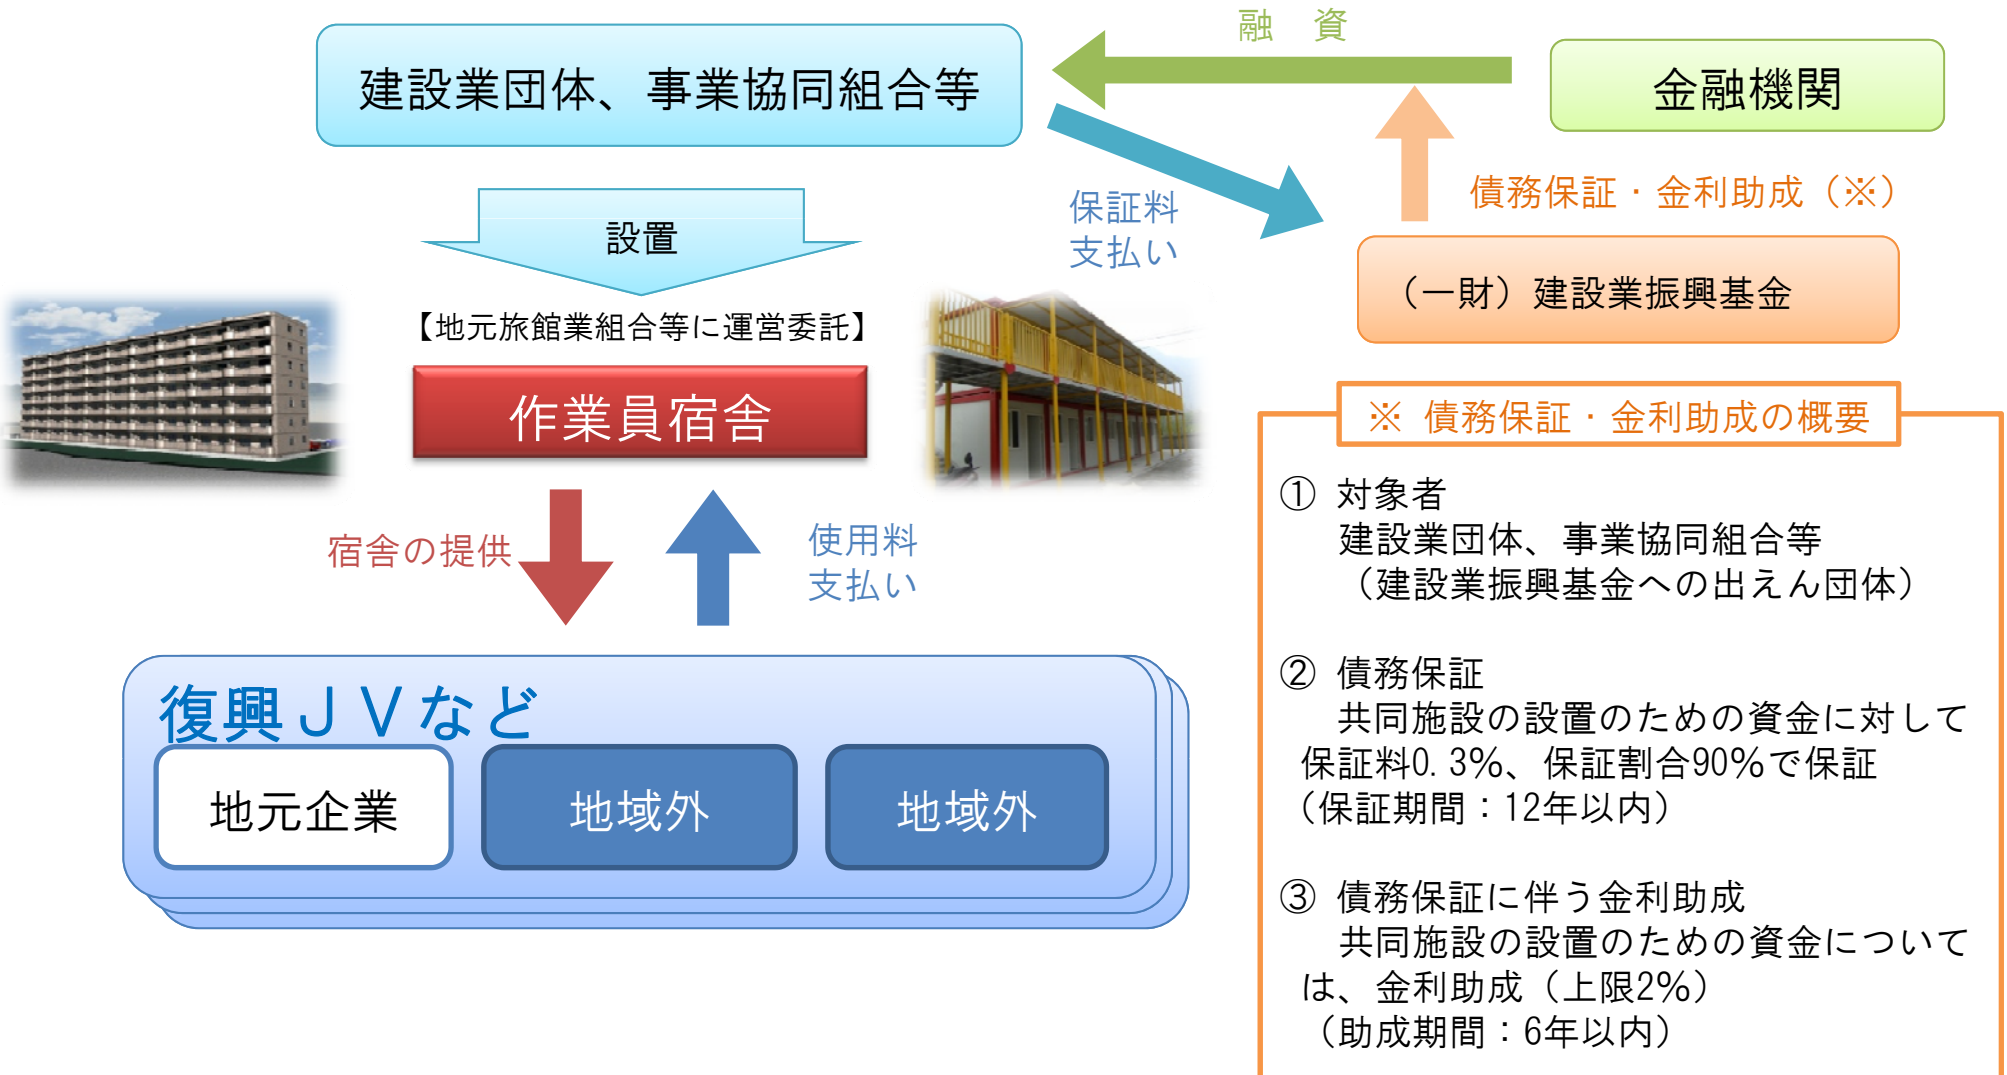 融　資
建設業団体、事業協同組合等
金融機関
保証料
支払い
債務保証・金利助成（※）
設置
（一財）建設業振興基金
【地元旅館業組合等に運営委託】
作業員宿舎
宿舎の提供
使用料
支払い
復興ＪＶなど
地元企業
地域外
地域外
※ 債務保証・金利助成の概要
① 対象者
建設業団体、事業協同組合等
（建設業振興基金への出えん団体）
② 債務保証
共同施設の設置のための資金に対して
保証料0.3％、保証割合90％で保証
（保証期間：12年以内）
③ 債務保証に伴う金利助成
共同施設の設置のための資金について
は、金利助成（上限2％）
（助成期間：6年以内）